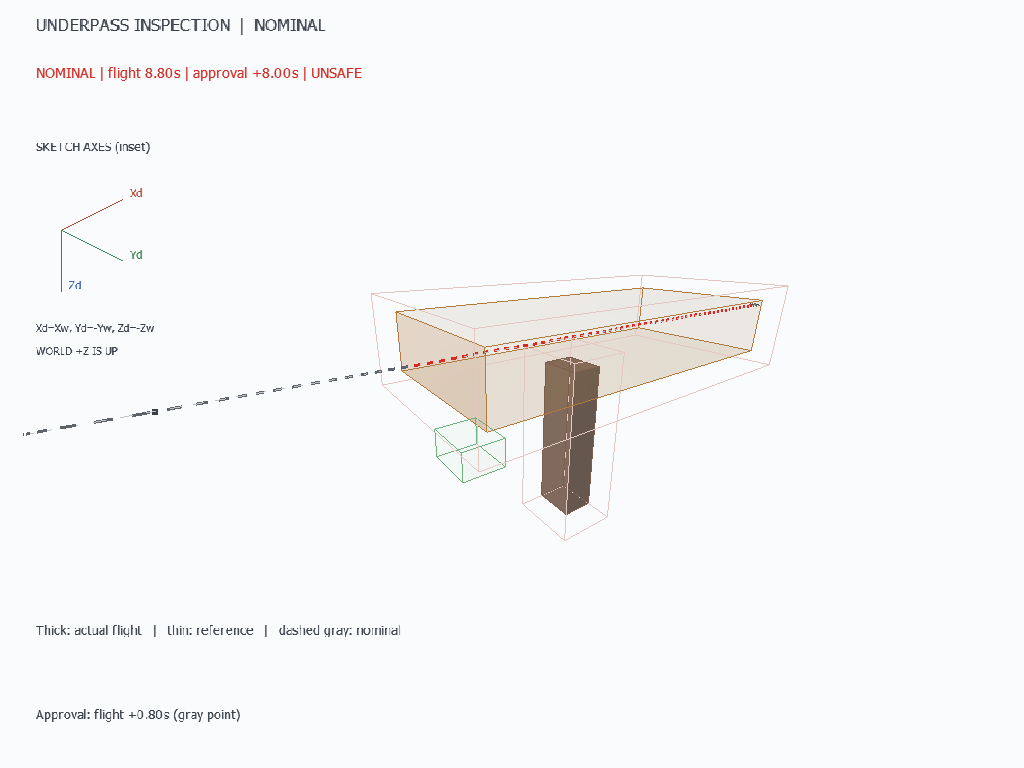 UNDERPASS INSPECTION | NOMINAL
NOMINAL | flight 8.80s | approval +8.00s | UNSAFE
SKETCH AXES (inset)
Xd
Yd
Zd
Xd=Xw, Yd=-Yw, Zd=-Zw
WORLD +Z IS UP
Thick: actual flight | thin: reference | dashed gray: nominal
Approval: flight +0.80s (gray point)